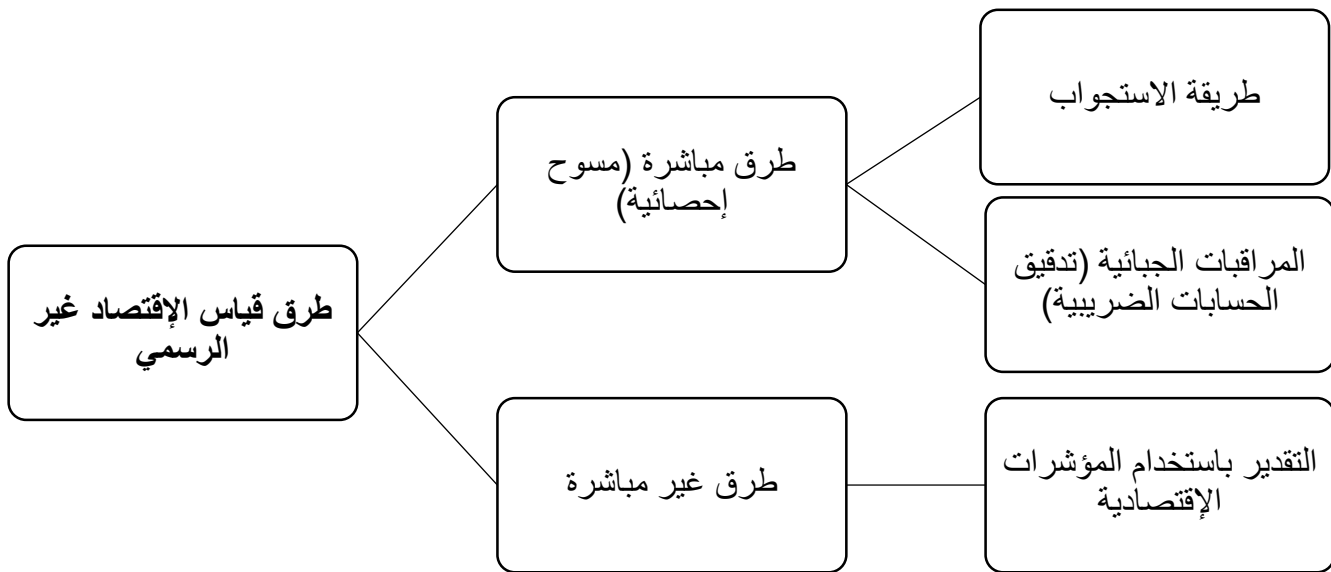 طرق قياس الإقتصاد غير
الرسمي
طرق مباشرة (مسوح
إحصائية)
طريقة الاستجواب
المراقبات الجبائية (تدقيق
الحسابات الضريبية)
طرق غير مباشرة
التقدير باستخدام المؤشرات
الإقتصادية